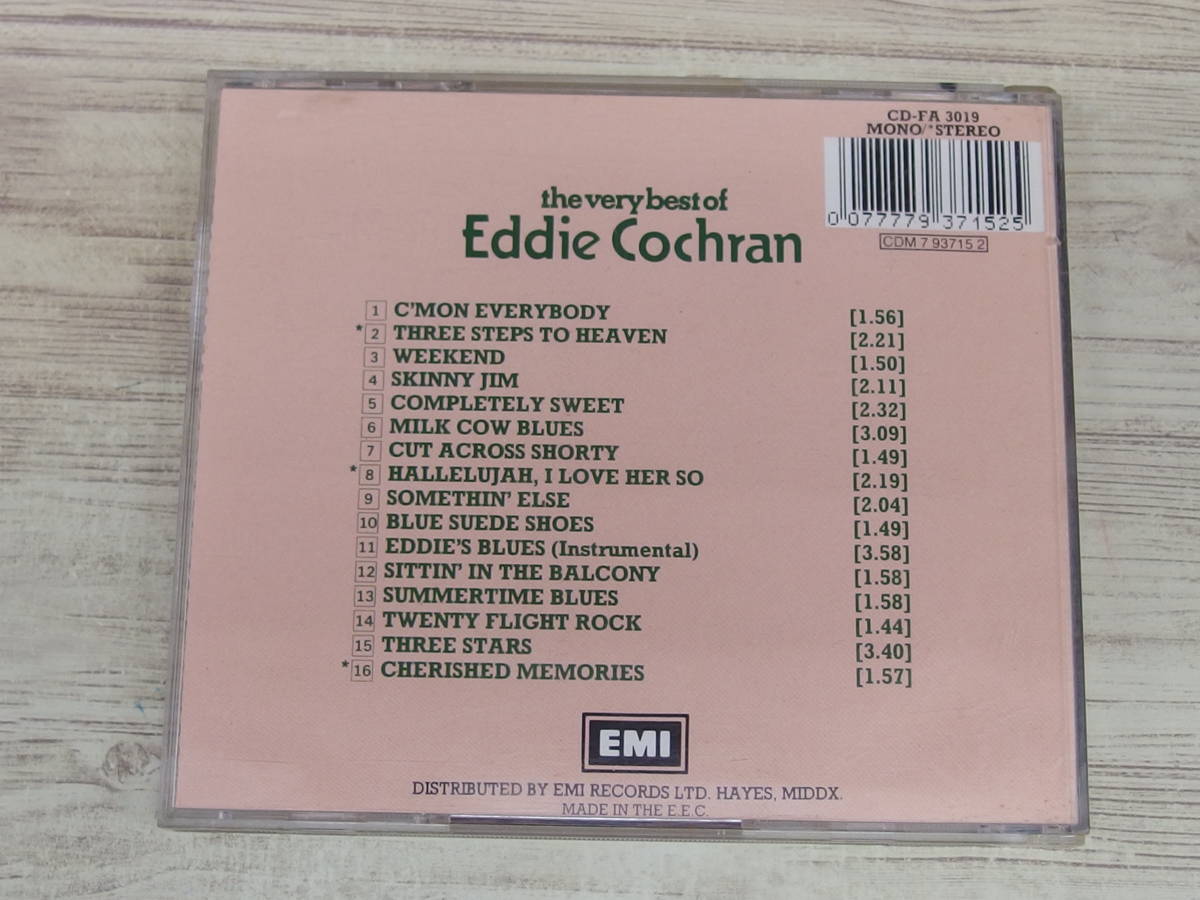 CD-FA 3019
MONO/*STEREO
0 077779 371525
CDM 7 93715 2
the very best of
Eddie Cochran
1 C'MON EVERYBODY [1.56]
*2 THREE STEPS TO HEAVEN [2.21]
3 WEEKEND [1.50]
4 SKINNY JIM [2.11]
5 COMPLETELY SWEET [2.32]
6 MILK COW BLUES [3.09]
7 CUT ACROSS SHORTY [1.49]
*8 HALLELUJAH, I LOVE HER SO [2.19]
9 SOMETHIN' ELSE [2.04]
10 BLUE SUEDE SHOES [1.49]
11 EDDIE'S BLUES (Instrumental) [3.58]
12 SITTIN' IN THE BALCONY [1.58]
13 SUMMERTIME BLUES [1.58]
14 TWENTY FLIGHT ROCK [1.44]
15 THREE STARS [3.40]
*16 CHERISHED MEMORIES [1.57]
EMI
DISTRIBUTED BY EMI RECORDS LTD. HAYES, MIDDX.
MADE IN THE E.E.C.